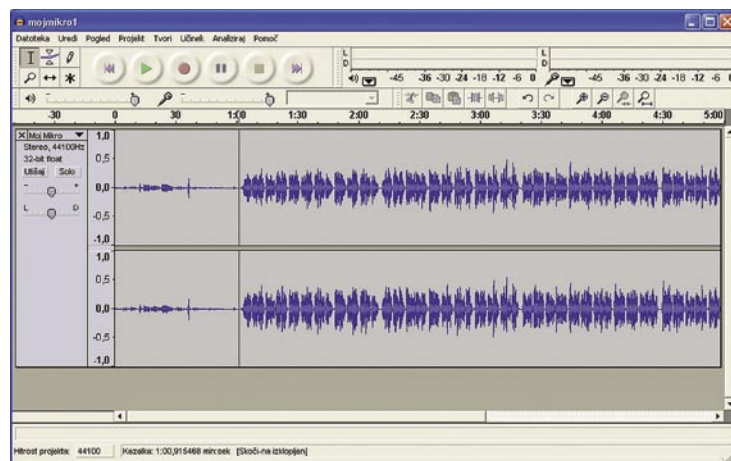 mojmikro1
Datoteka Uredi Pogled Projekt Tvori Učinek Analiziraj Pomoč
L
D
-45 -36 -30 -24 -18 -12 -6 0
L
D
-45 -36 -30 -24 -18 -12 -6 0
-30 0 30 1:00 1:30 2:00 2:30 3:00 3:30 4:00 4:30 5:00
Moj Mikro
Stereo, 44100Hz
32-bit float
Utišaj Solo
- +
L D
1,0
0,5
0,0
-0,5
-1,0
1,0
0,5
0,0
-0,5
-1,0
Hitrost projekta: 44100 Kazalka: 1:00,915468 min:sek [Skoči-na izklopljen]